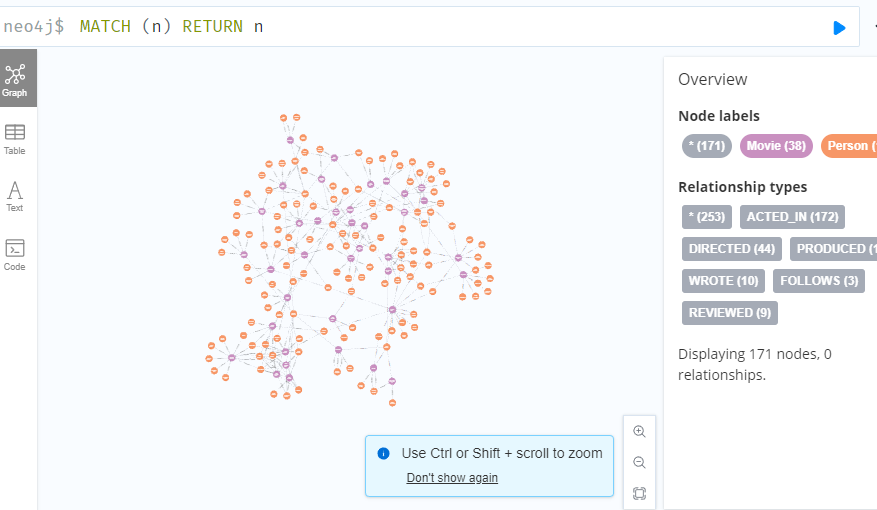 neo4j$ MATCH (n) RETURN n
Graph
Table
Text
Code
Overview
Node labels
* (171) Movie (38) Person (
Relationship types
* (253) ACTED_IN (172)
DIRECTED (44) PRODUCED (1
WROTE (10) FOLLOWS (3)
REVIEWED (9)
Displaying 171 nodes, 0
relationships.
Use Ctrl or Shift + scroll to zoom
Don't show again